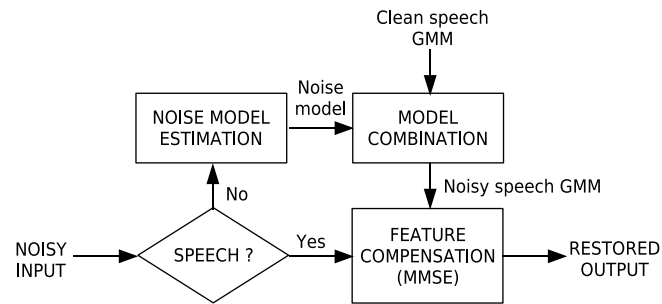 Clean speech
GMM
NOISE MODEL
ESTIMATION
Noise
model
MODEL
COMBINATION
No
Noisy speech GMM
NOISY
INPUT
SPEECH ?
Yes
FEATURE
COMPENSATION
(MMSE)
RESTORED
OUTPUT